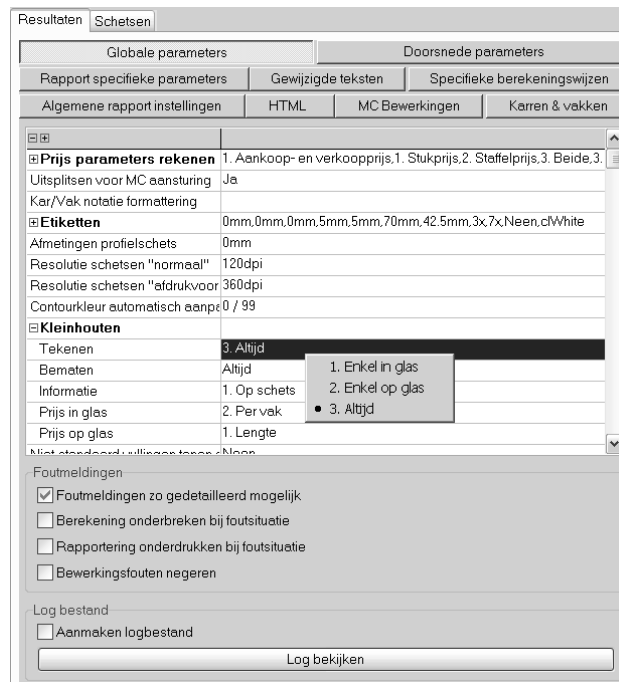 Resultaten Schetsen
Globale parameters Doorsnede parameters
Rapport specifieke parameters Gewijzigde teksten Specifieke berekeningswijzen
Algemene rapport instellingen HTML MC Bewerkingen Karren & vakken
Prijs parameters rekenen 1. Aankoop- en verkoopprijs,1. Stukprijs,2. Staffelprijs,3. Beide,3.
Uitsplitsen voor MC aansturing Ja
Kar/Vak notatie formattering
Etiketten 0mm,0mm,0mm,5mm,5mm,70mm,42.5mm,3x,7x,Neen,clWhite
Afmetingen profielschets 0mm
Resolutie schetsen "normaal" 120dpi
Resolutie schetsen "afdrukvoor 360dpi
Contourkleur automatisch aanpa 0 / 99
Kleinhouten
Tekenen 3. Altijd
1. Enkel in glas
2. Enkel op glas
3. Altijd
Bematen Altijd
Informatie 1. Op schets
Prijs in glas 2. Per vak
Prijs op glas 1. Lengte
Niet standaard vullingen tonen Neen
Foutmeldingen
Foutmeldingen zo gedetailleerd mogelijk
Berekening onderbreken bij foutsituatie
Rapportering onderdrukken bij foutsituatie
Bewerkingsfouten negeren
Log bestand
Aanmaken logbestand
Log bekijken